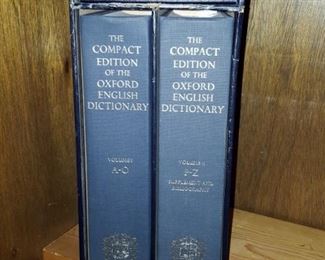 THE
COMPACT
EDITION
OF THE
OXFORD
ENGLISH
DICTIONARY
VOLUME I
A-O
THE
COMPACT
EDITION
OF THE
OXFORD
ENGLISH
DICTIONARY
VOLUME II
P-Z
SUPPLEMENT AND
BIBLIOGRAPHY